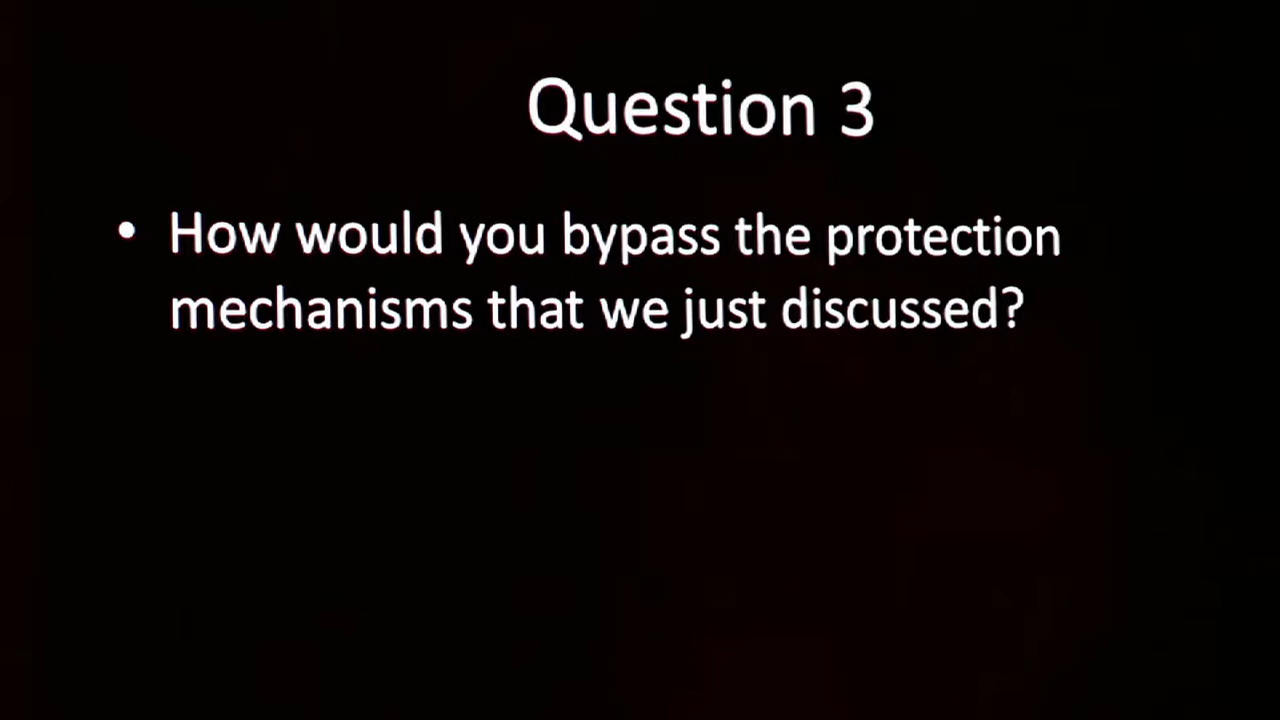 Question 3
• How would you bypass the protection
mechanisms that we just discussed?